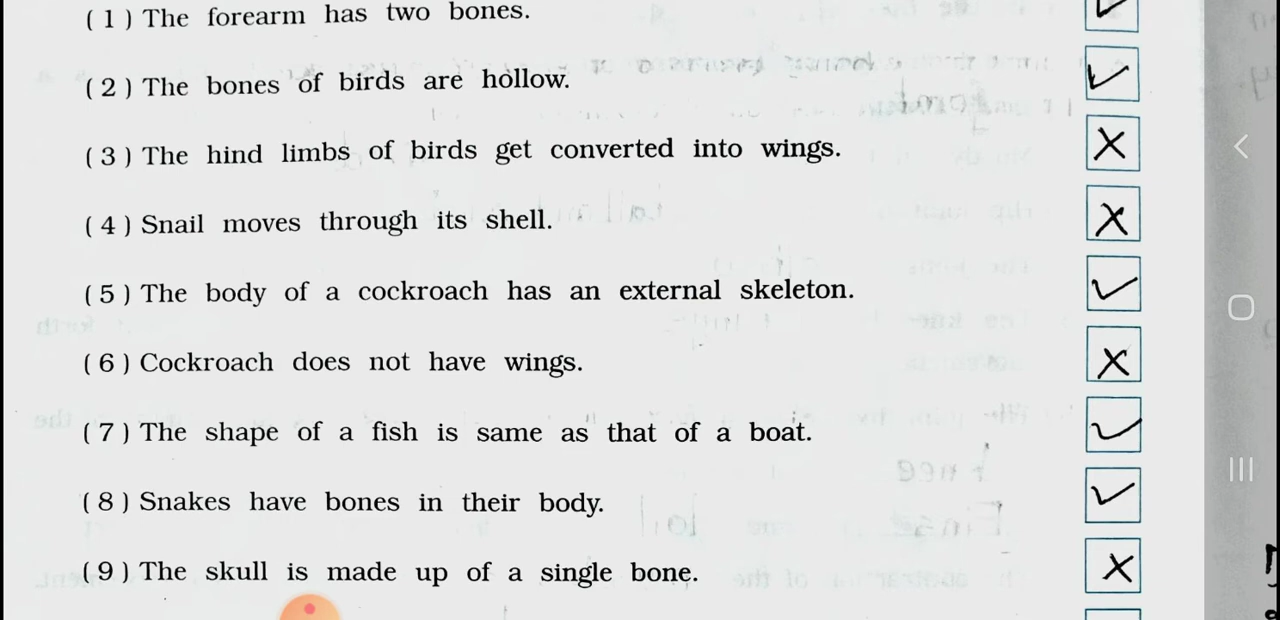 ( 1 ) The forearm has two bones. ✓
( 2 ) The bones of birds are hollow. ✓
( 3 ) The hind limbs of birds get converted into wings. ✗
( 4 ) Snail moves through its shell. ✗
( 5 ) The body of a cockroach has an external skeleton. ✓
( 6 ) Cockroach does not have wings. ✗
( 7 ) The shape of a fish is same as that of a boat. ✓
( 8 ) Snakes have bones in their body. ✓
( 9 ) The skull is made up of a single bone. ✗